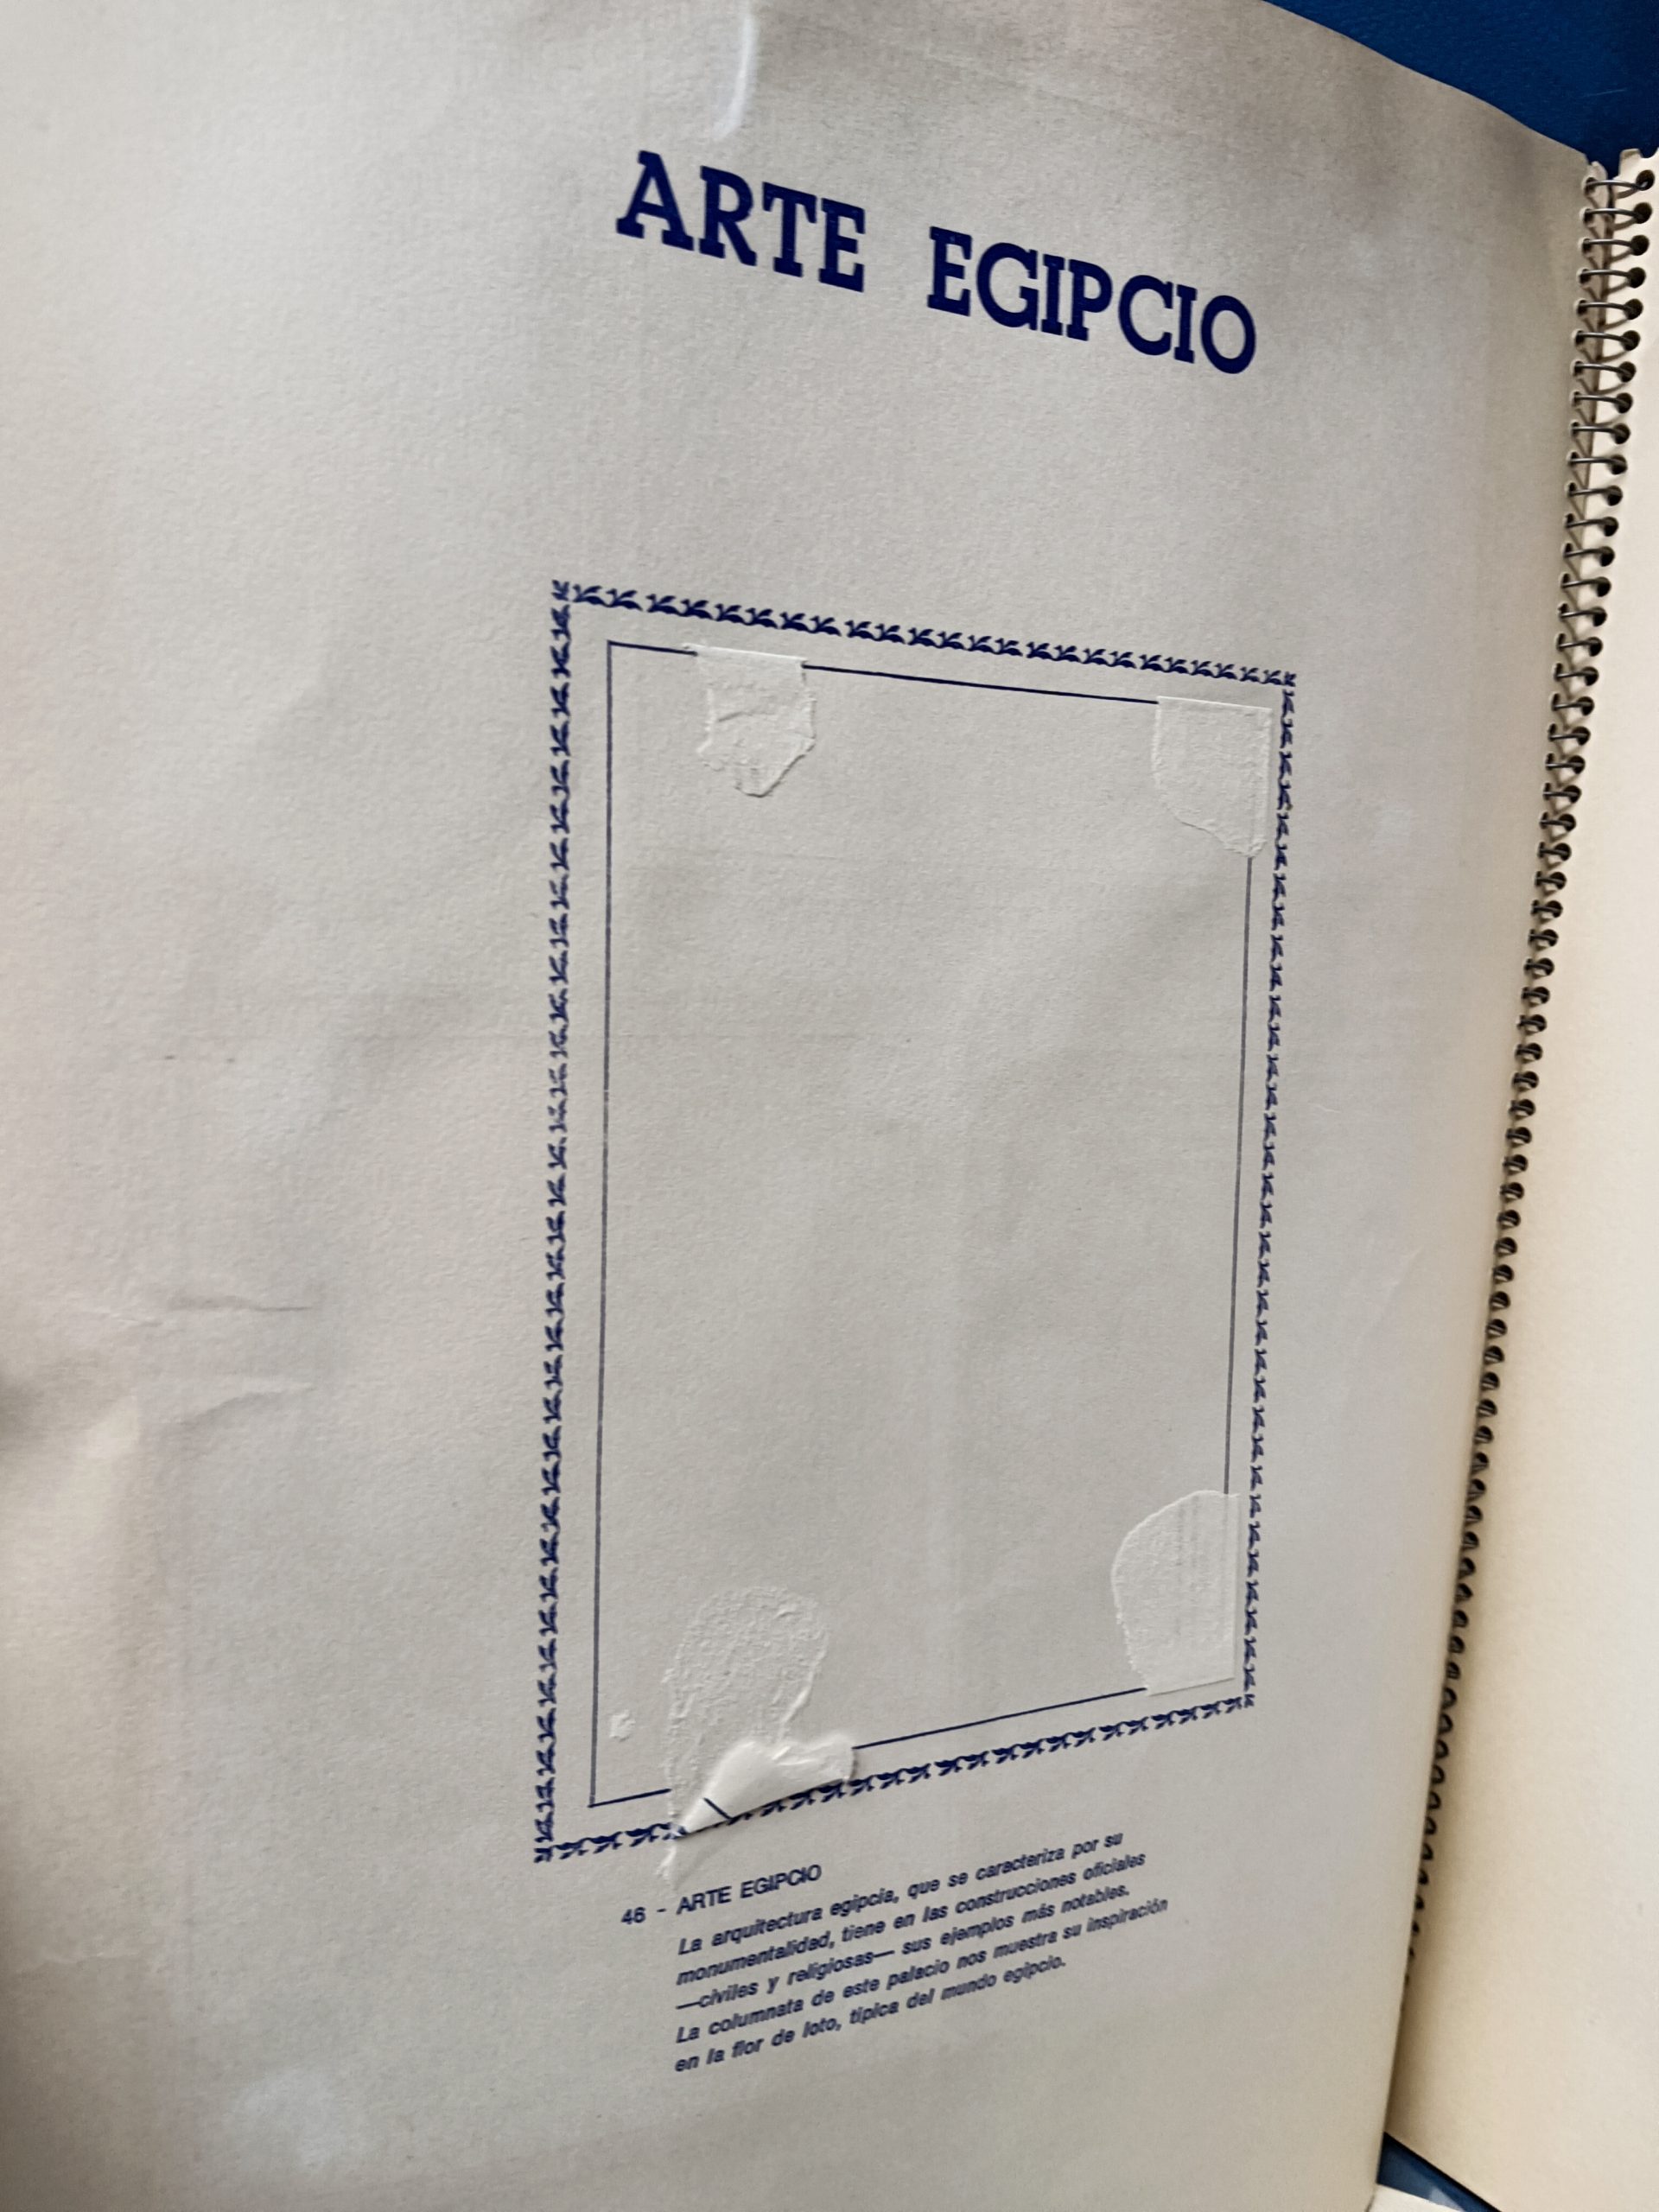 ARTE EGIPCIO
46 - ARTE EGIPCIO
La arquitectura egipcia, que se caracteriza por su
monumentalidad, tiene en las construcciones oficiales
—civiles y religiosas— sus ejemplos más notables.
La columnata de este palacio nos muestra su inspiración
en la flor de loto, típica del mundo egipcio.